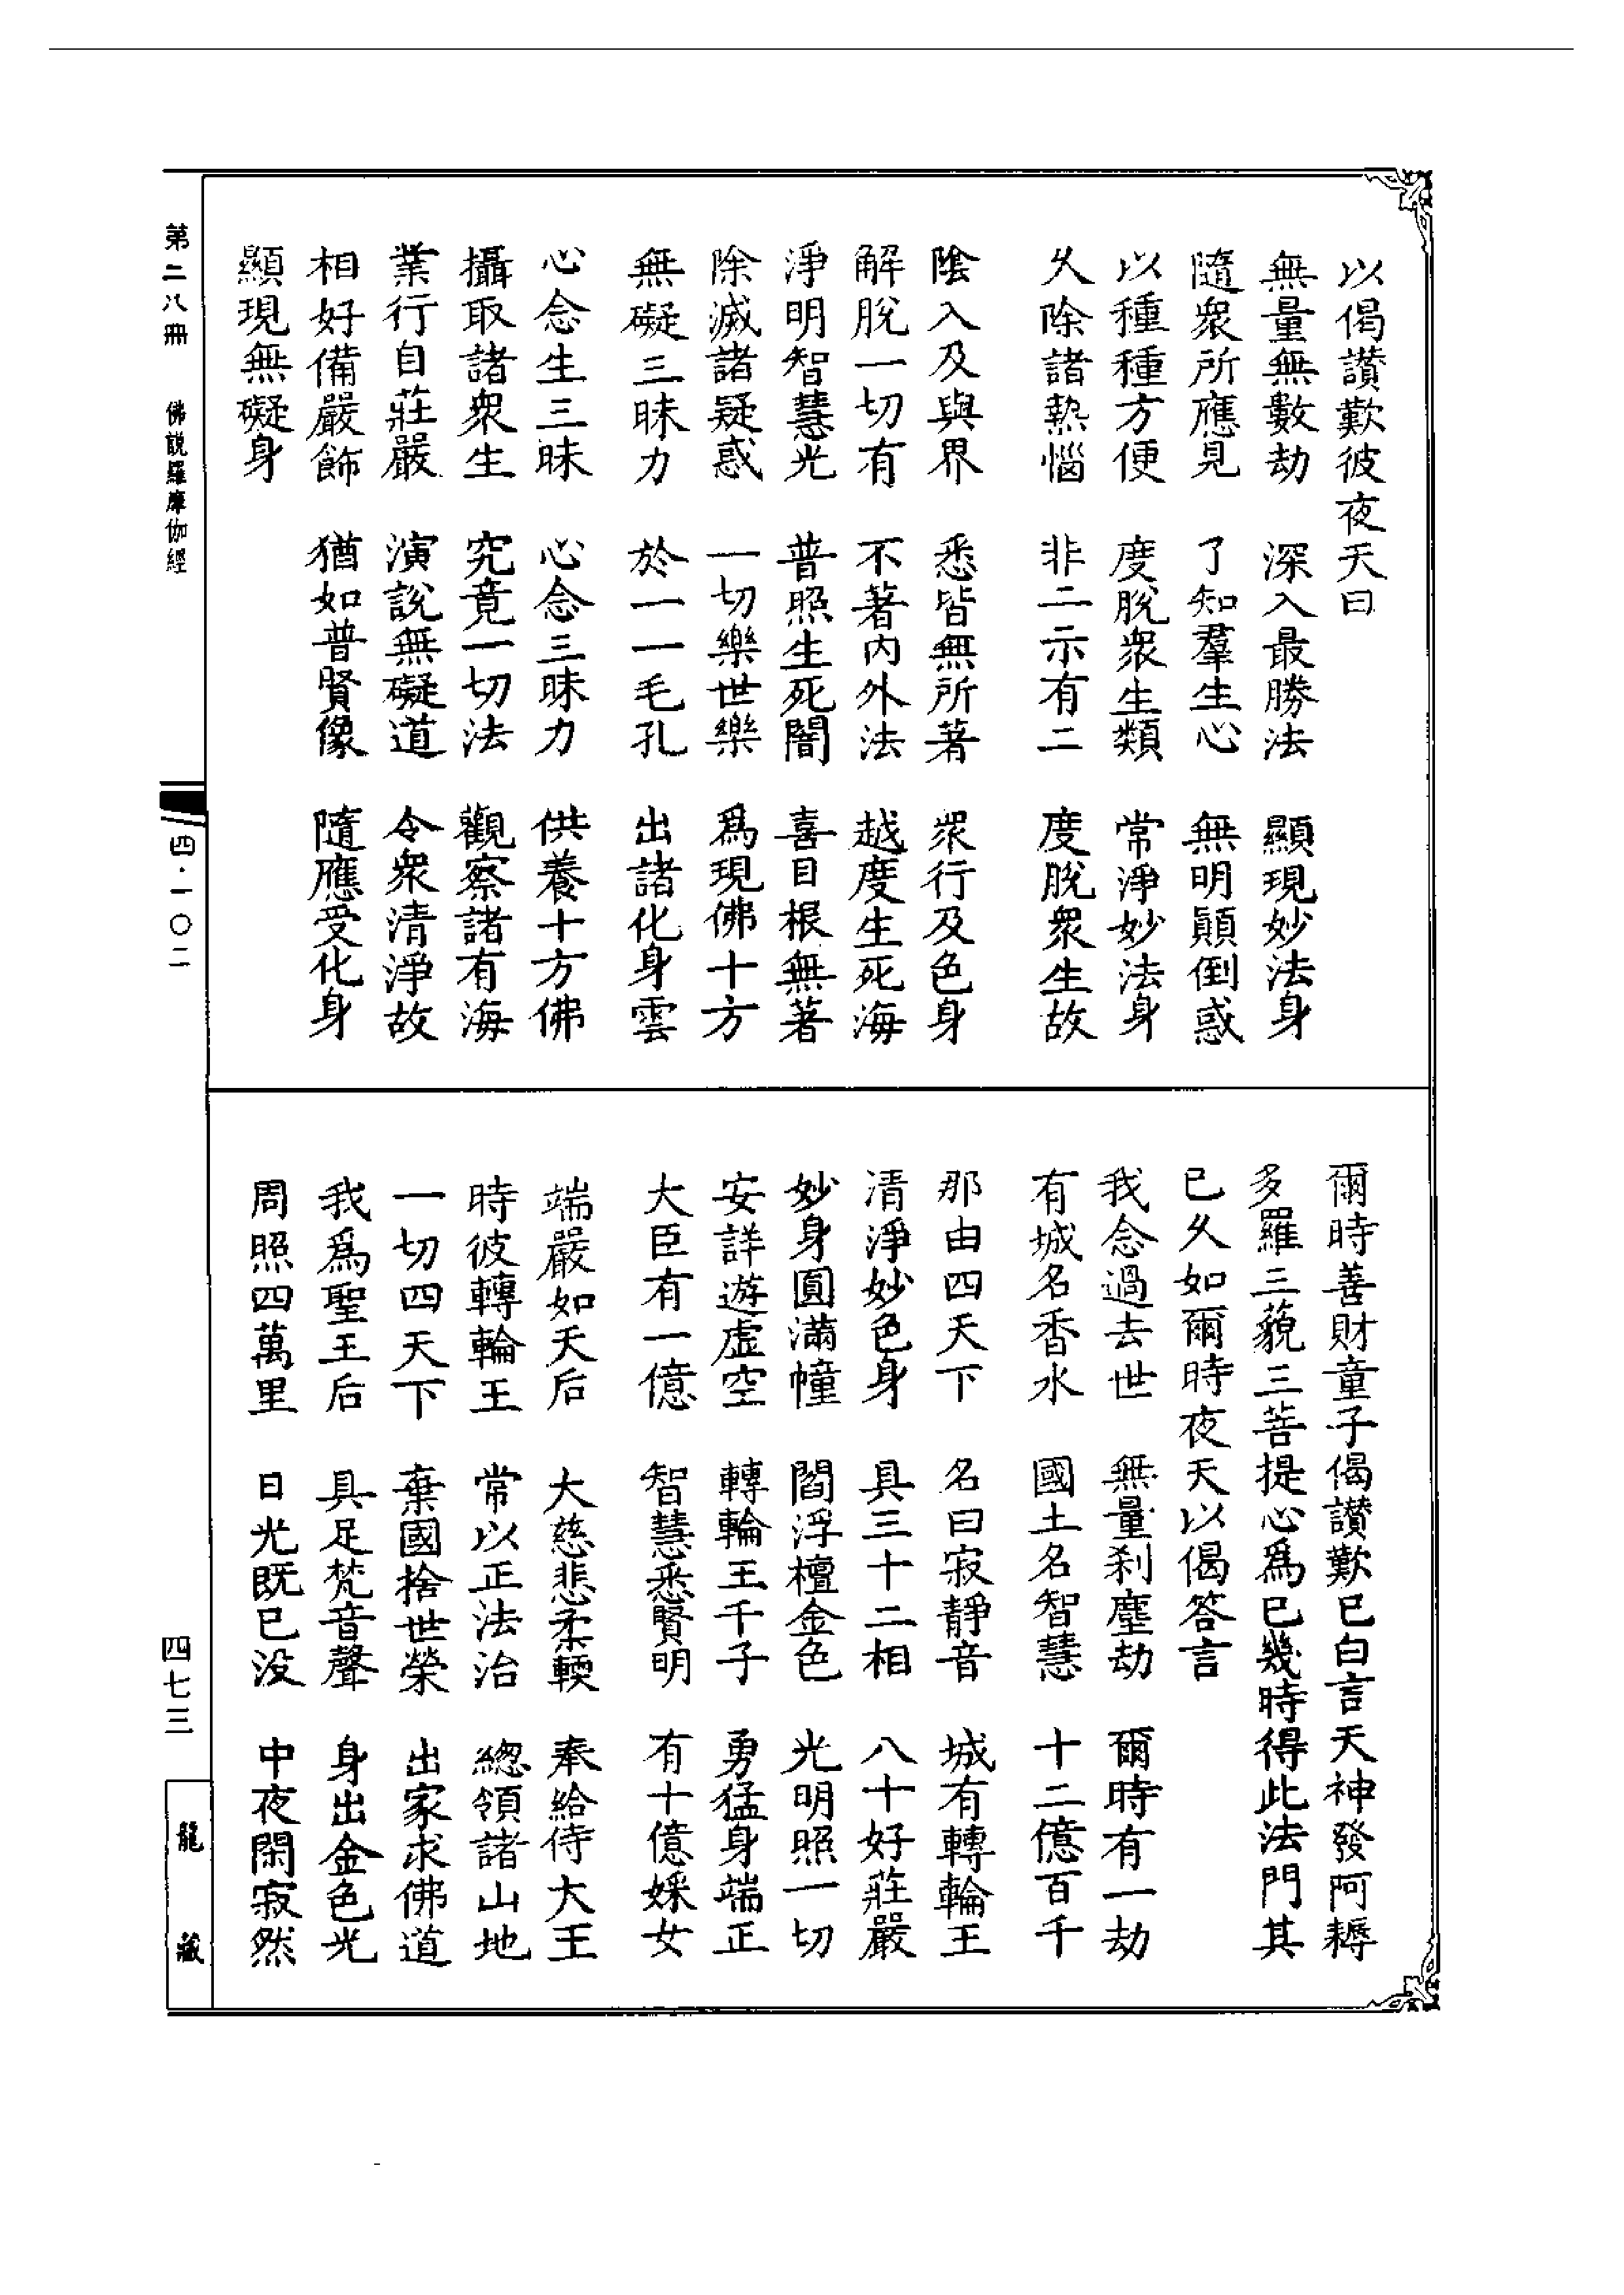 以偈讚歎彼夜天曰
無量無數劫　深入最勝法　顯現妙法身
隨衆所應見　了知羣生心　無明顛倒惑
以種種方便　度脫衆生類　常淨妙法身
久除諸熱惱　非二示有二　度脫衆生故
陰入及與界　悉皆無所著　衆行及色身
解脫一切有　不著內外法　越度生死海
淨明智慧光　普照生死闇　喜目根無著
除滅諸疑惑　一切樂世樂　爲現佛十方
無礙三昧力　於一一毛孔　出諸化身雲
心念生三昧　心念三昧力　供養十方佛
攝取諸衆生　究竟一切法　觀察諸有海
業行自莊嚴　演說無礙道　令衆清淨故
相好備嚴飾　猶如普賢像　隨應受化身
顯現無礙身
爾時善財童子偈讚歎已白言天神發阿耨
多羅三藐三菩提心爲已幾時得此法門其
已久如爾時夜天以偈答言
我念過去世　無量刹塵劫　爾時有一劫
有城名香水　國土名智慧　十二億百千
那由四天下　名曰寂靜音　城有轉輪王
清淨妙色身　具三十二相　八十好莊嚴
妙身圓滿幢　閻浮檀金色　光明照一切
安詳遊虛空　轉輪王千子　勇猛身端正
大臣有一億　智慧悉賢明　有十億婇女
端嚴如天后　大慈悲柔輭　奉給侍大王
時彼轉輪王　常以正法治　總領諸山地
一切四天下　棄國捨世榮　出家求佛道
我爲聖王后　具足梵音聲　身出金色光
周照四萬里　日光既已没　中夜閑寂然
第二八冊　佛說羅摩伽經
四·一〇二
四七三
龍藏